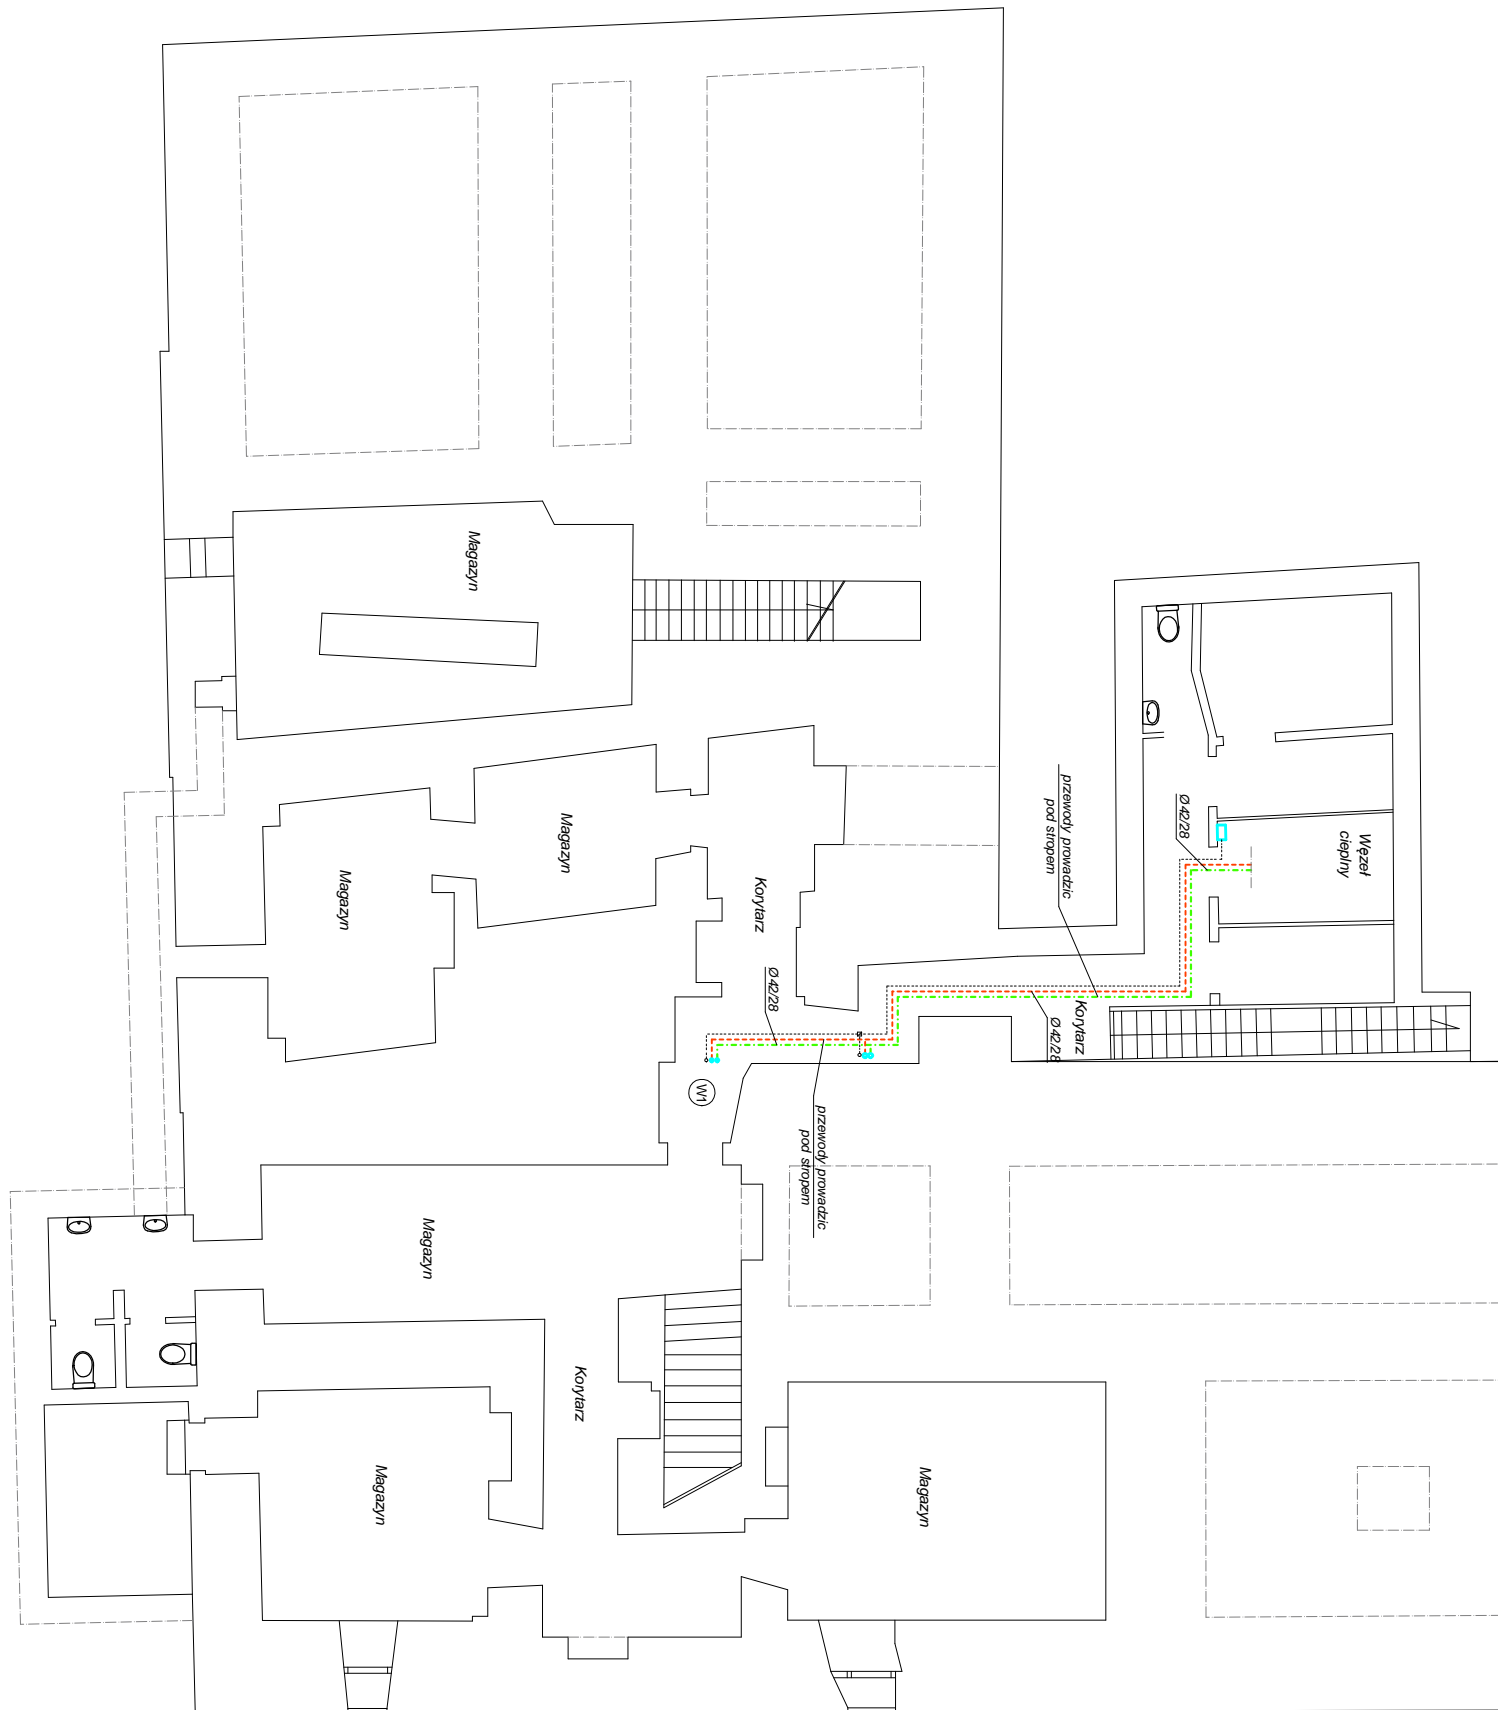 Magazyn
przewody prowadzic
pod stropem
Ø42/28
Węzeł
cieplny
Magazyn
Magazyn
Korytarz
Ø42/28
Korytarz
Ø42/28
W1
przewody prowadzic
pod stropem
Magazyn
Korytarz
Magazyn
Magazyn